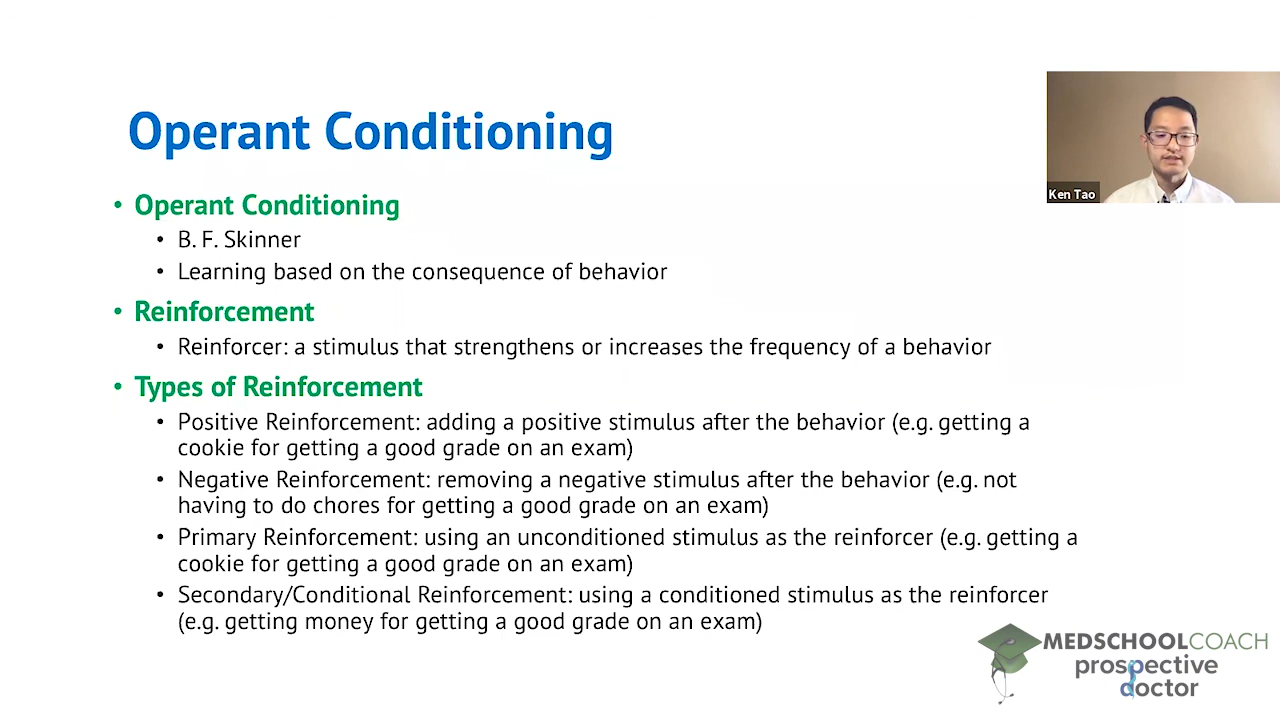 Operant Conditioning
Ken Tao
• Operant Conditioning
• B. F. Skinner
• Learning based on the consequence of behavior
• Reinforcement
• Reinforcer: a stimulus that strengthens or increases the frequency of a behavior
• Types of Reinforcement
• Positive Reinforcement: adding a positive stimulus after the behavior (e.g. getting a
cookie for getting a good grade on an exam)
• Negative Reinforcement: removing a negative stimulus after the behavior (e.g. not
having to do chores for getting a good grade on an exam)
• Primary Reinforcement: using an unconditioned stimulus as the reinforcer (e.g. getting a
cookie for getting a good grade on an exam)
• Secondary/Conditional Reinforcement: using a conditioned stimulus as the reinforcer
(e.g. getting money for getting a good grade on an exam)
MEDSCHOOLCOACH
prospective
doctor